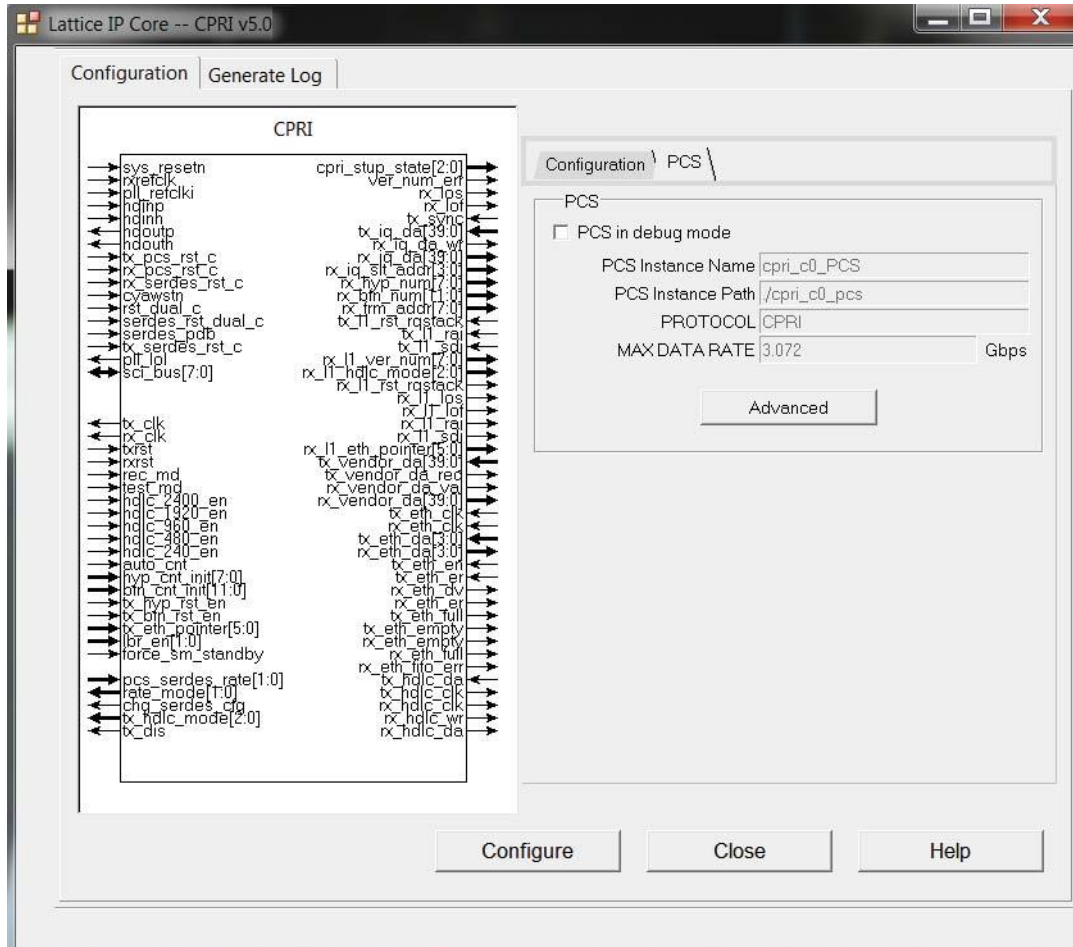 Lattice IP Core -- CPRI v5.0
Configuration
Generate Log
CPRI
sys_resetn
rxrefclk
pll_refclki
hdinp
hdinn
hdoutp
hdoutn
tx_pcs_rst_c
rx_pcs_rst_c
rx_serdes_rst_c
cyawstn
rst_dual_c
serdes_rst_dual_c
serdes_pdb
tx_serdes_rst_c
pll_lol
sci_bus[7:0]
tx_clk
rx_clk
txrst
rxrst
rec_md
test_md
hdlc_2400_en
hdlc_1920_en
hdlc_960_en
hdlc_480_en
hdlc_240_en
auto_cnt
hyp_cnt_init[7:0]
bfn_cnt_init[11:0]
tx_hyp_rst_en
tx_bfn_rst_en
tx_eth_pointer[5:0]
lbr_en[1:0]
force_sm_standby
pcs_serdes_rate[1:0]
rate_mode[1:0]
chg_serdes_cfg
tx_hdlc_mode[2:0]
tx_dis
cpri_stup_state[2:0]
ver_num_err
rx_los
rx_lof
tx_sync
tx_iq_da[39:0]
rx_iq_da_wr
rx_iq_da[39:0]
rx_iq_slt_addr[3:0]
rx_hyp_num[7:0]
rx_bfn_num[11:0]
rx_frm_addr[7:0]
tx_l1_rst_rqstack
tx_l1_rai
tx_l1_sdi
rx_l1_ver_num[7:0]
rx_l1_hdlc_mode[2:0]
rx_l1_rst_rqstack
rx_l1_los
rx_l1_lof
rx_l1_rai
rx_l1_sdi
rx_l1_eth_pointer[5:0]
tx_vendor_da[39:0]
tx_vendor_da_req
rx_vendor_da_val
rx_vendor_da[39:0]
tx_eth_clk
rx_eth_clk
tx_eth_da[3:0]
rx_eth_da[3:0]
tx_eth_en
tx_eth_er
rx_eth_dv
rx_eth_er
tx_eth_full
tx_eth_empty
rx_eth_empty
rx_eth_full
rx_eth_fifo_err
tx_hdlc_da
tx_hdlc_clk
rx_hdlc_clk
rx_hdlc_wr
rx_hdlc_da
Configuration
PCS
PCS
PCS in debug mode
PCS Instance Name cpri_c0_PCS
PCS Instance Path ./cpri_c0_pcs
PROTOCOL CPRI
MAX DATA RATE 3.072 Gbps
Advanced
Configure
Close
Help